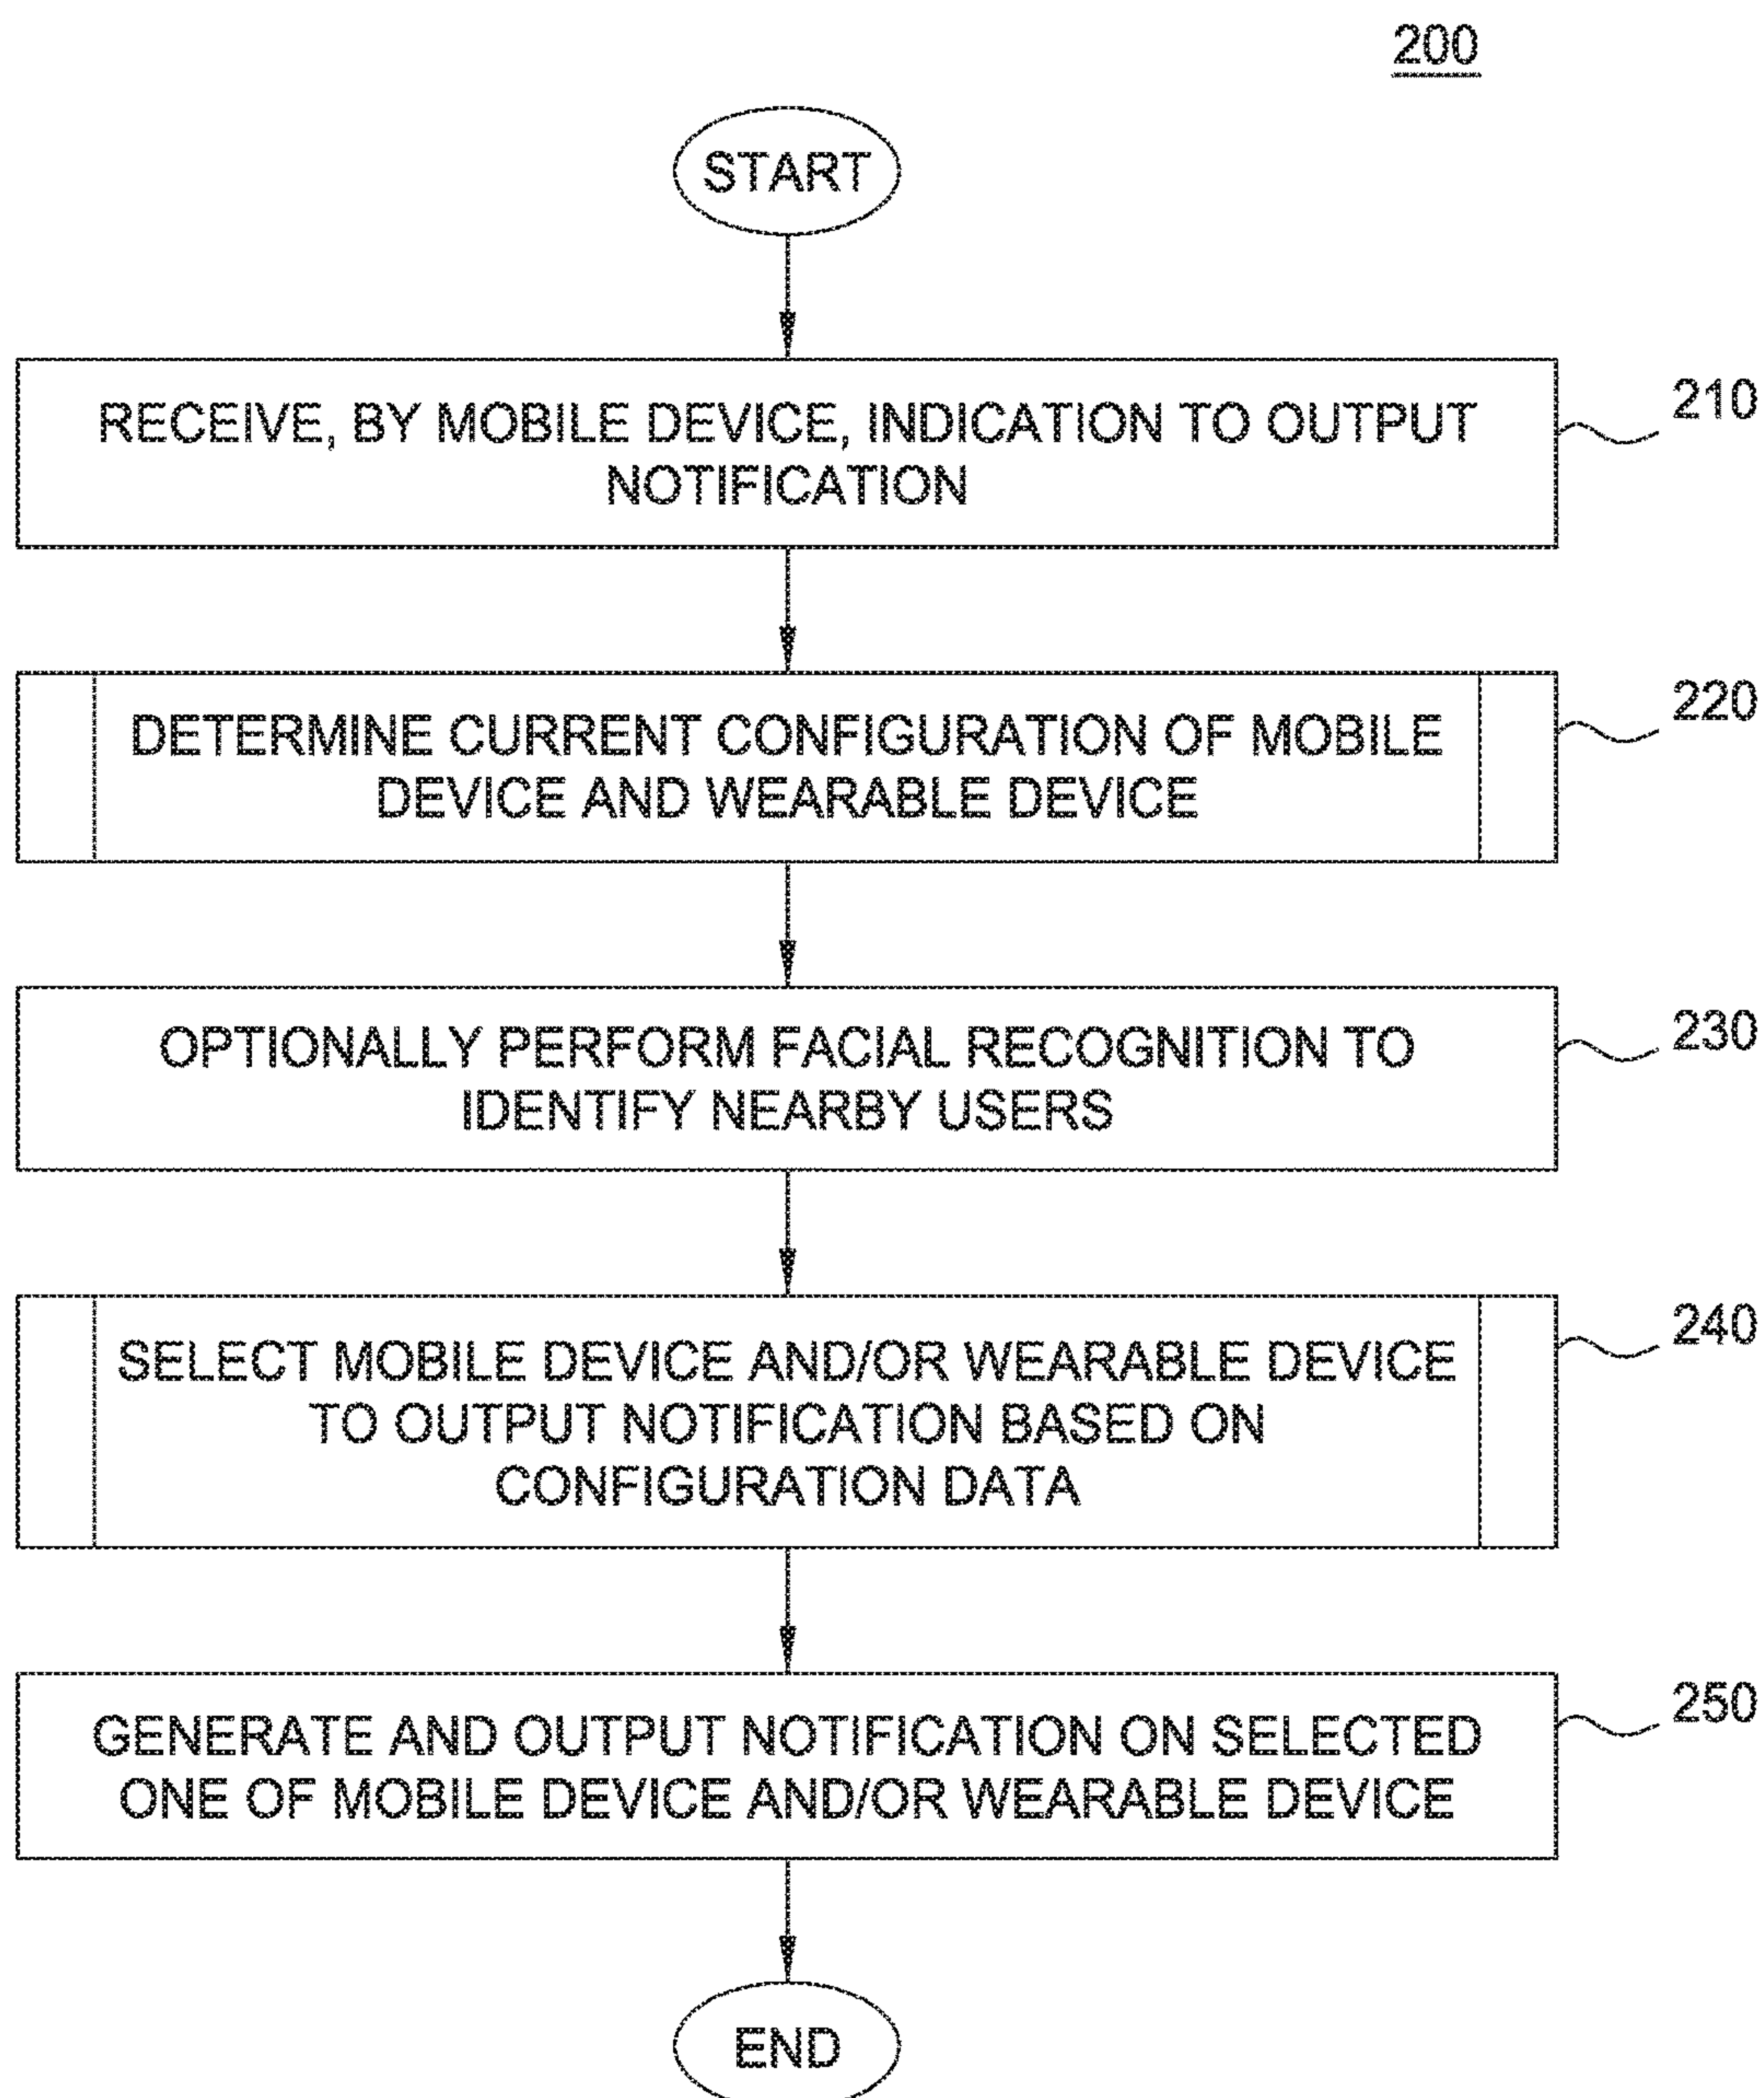 200
START
RECEIVE, BY MOBILE DEVICE, INDICATION TO OUTPUT
NOTIFICATION
210
DETERMINE CURRENT CONFIGURATION OF MOBILE
DEVICE AND WEARABLE DEVICE
220
OPTIONALLY PERFORM FACIAL RECOGNITION TO
IDENTIFY NEARBY USERS
230
SELECT MOBILE DEVICE AND/OR WEARABLE DEVICE
TO OUTPUT NOTIFICATION BASED ON
CONFIGURATION DATA
240
GENERATE AND OUTPUT NOTIFICATION ON SELECTED
ONE OF MOBILE DEVICE AND/OR WEARABLE DEVICE
250
END